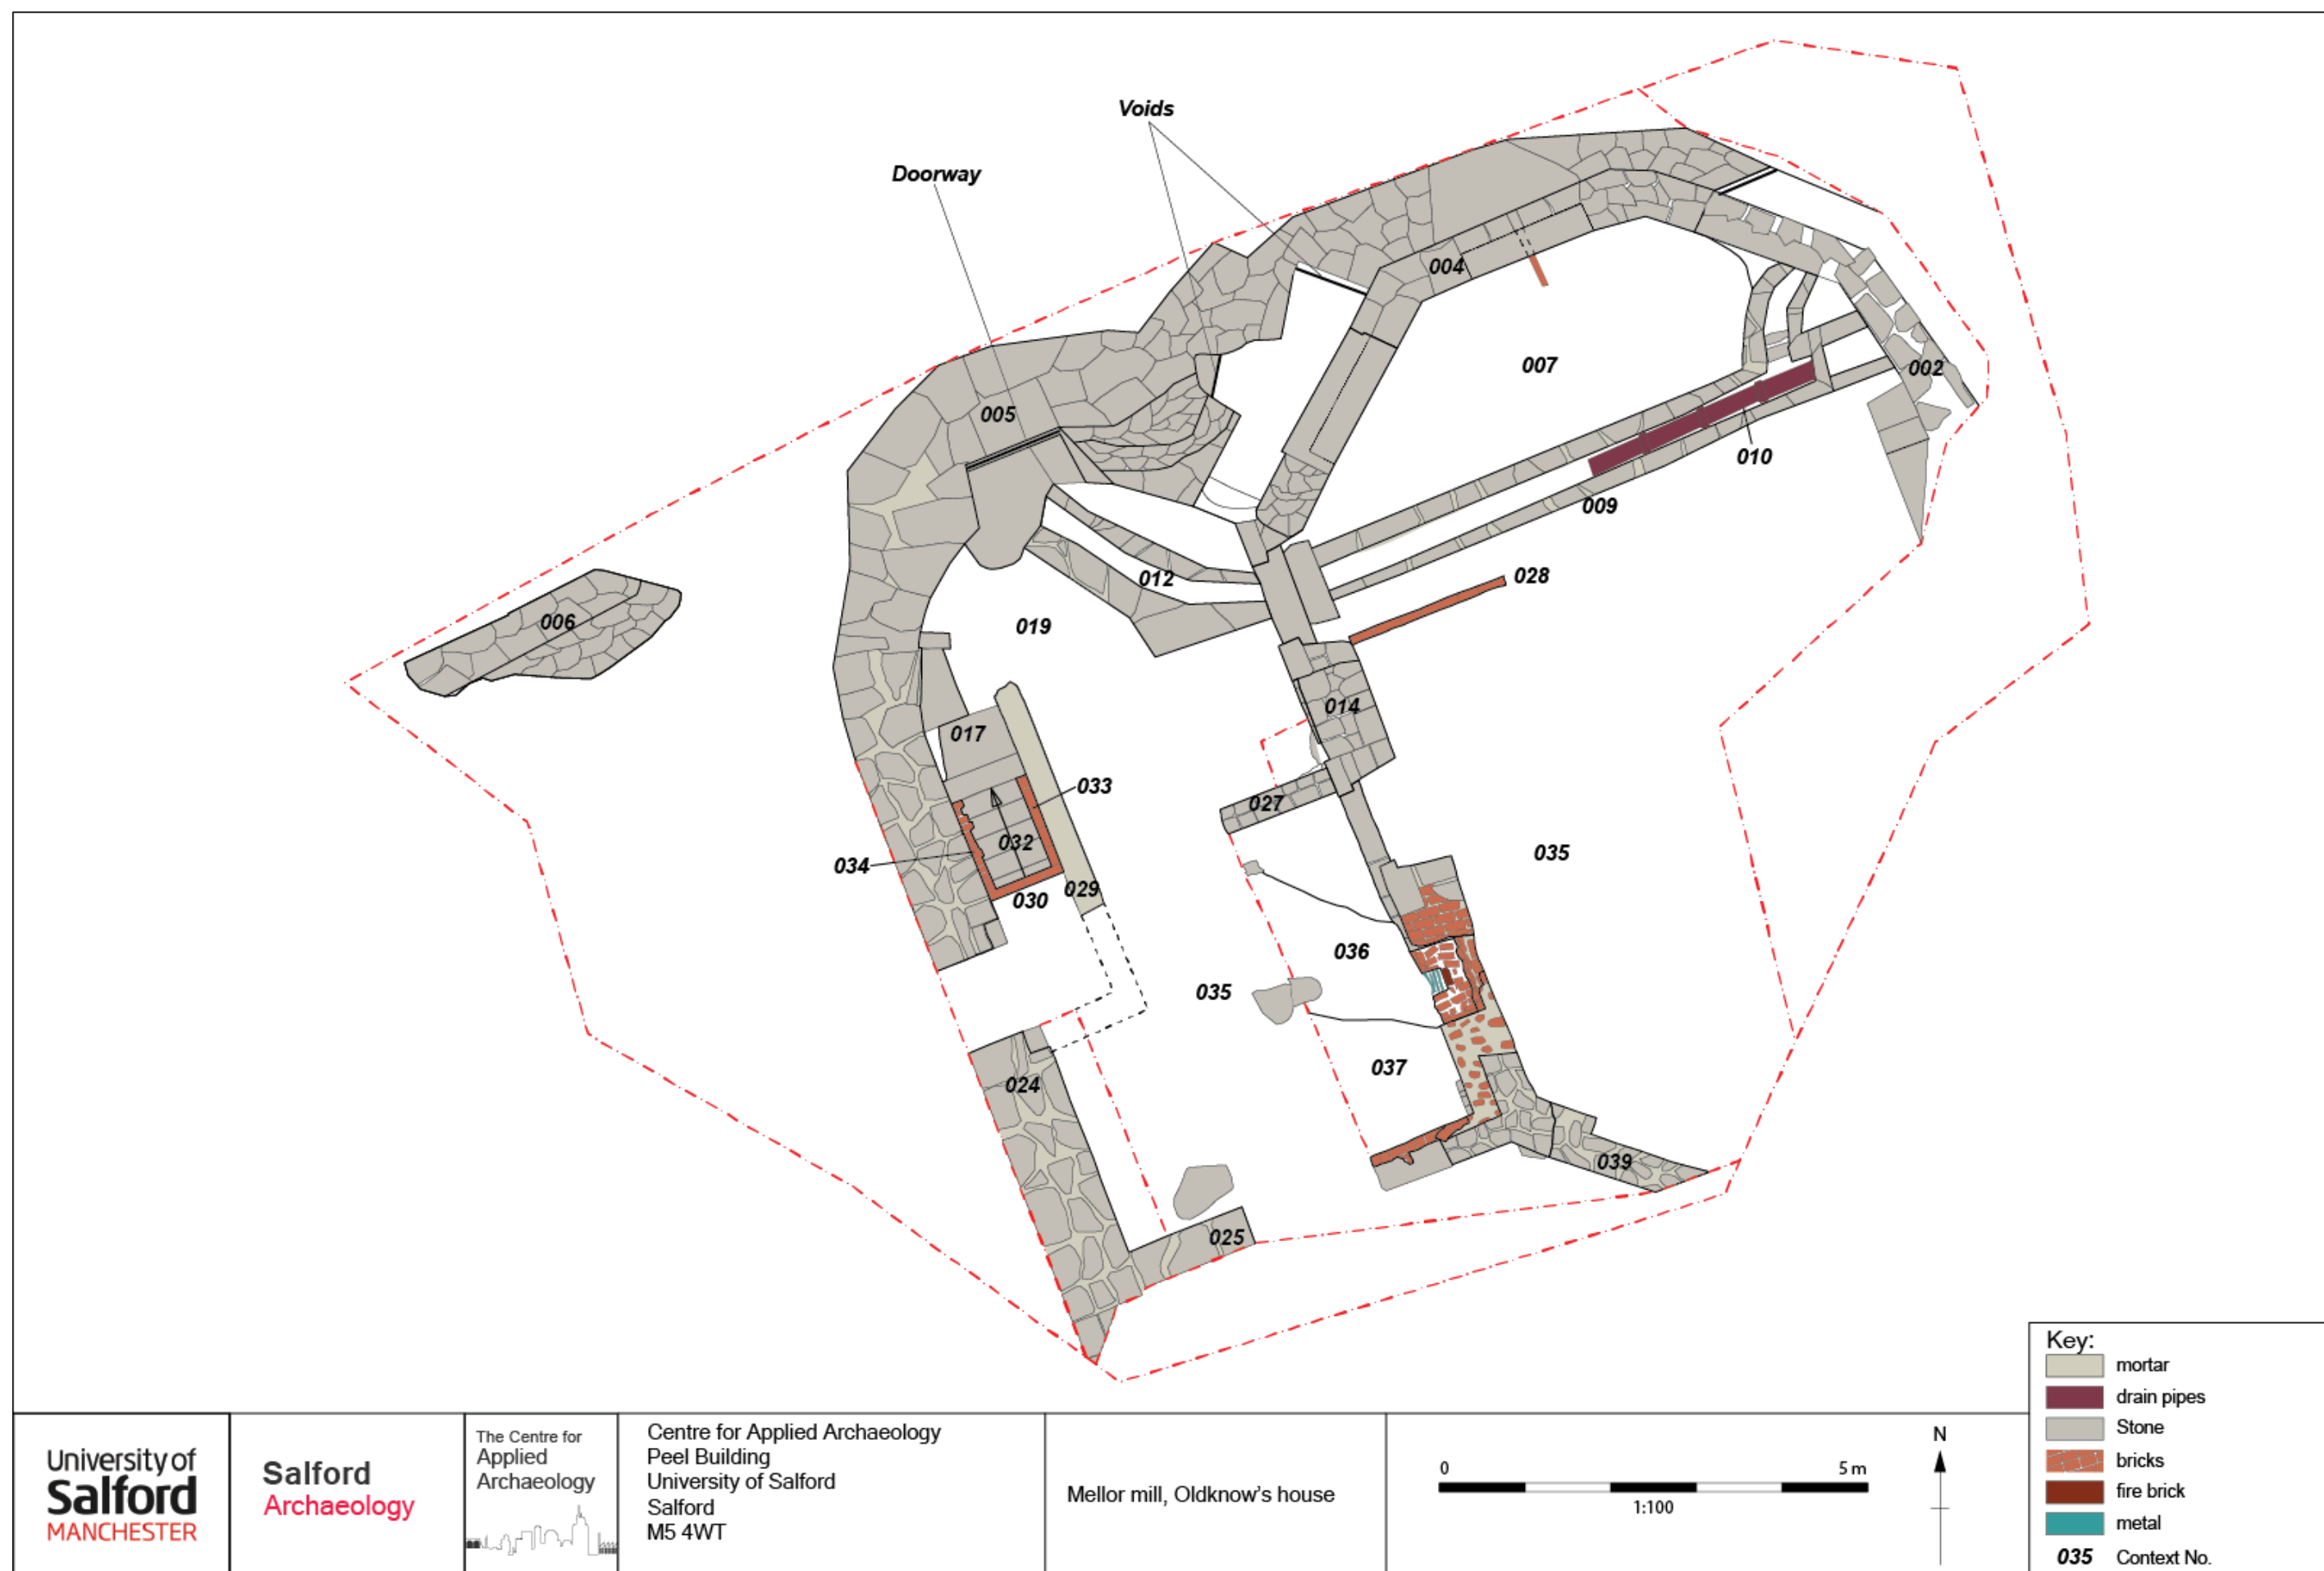 Voids
Doorway
004
007
002
005
010
009
028
012
006
019
014
017
033
027
032
034
035
029
030
036
035
037
024
039
025
University of
Salford
MANCHESTER
Salford
Archaeology
The Centre for
Applied
Archaeology
Centre for Applied Archaeology
Peel Building
University of Salford
Salford
M5 4WT
Mellor mill, Oldknow's house
0 5 m
1:100
N
Key:
mortar
drain pipes
Stone
bricks
fire brick
metal
035 Context No.